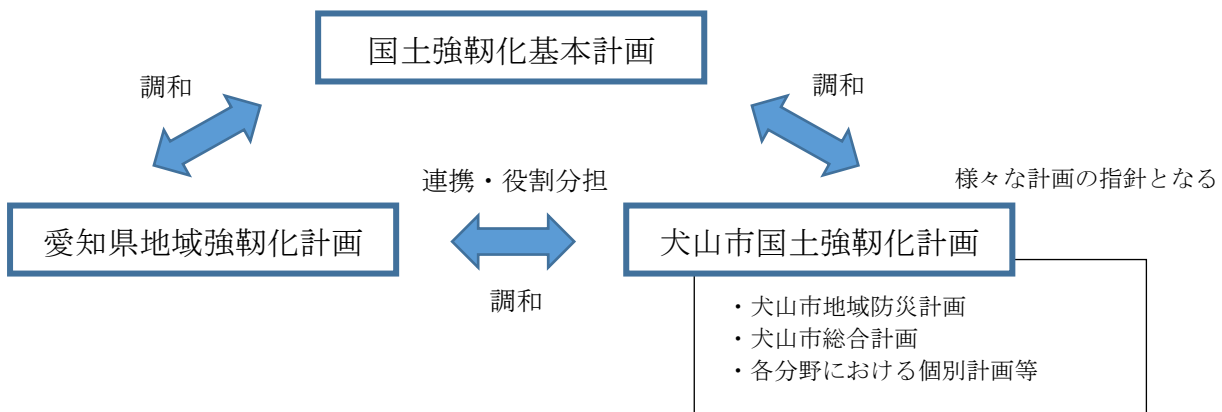 国土強靱化基本計画
調和
調和
連携・役割分担
様々な計画の指針となる
愛知県地域強靱化計画
犬山市国土強靱化計画
調和
・犬山市地域防災計画
・犬山市総合計画
・各分野における個別計画等